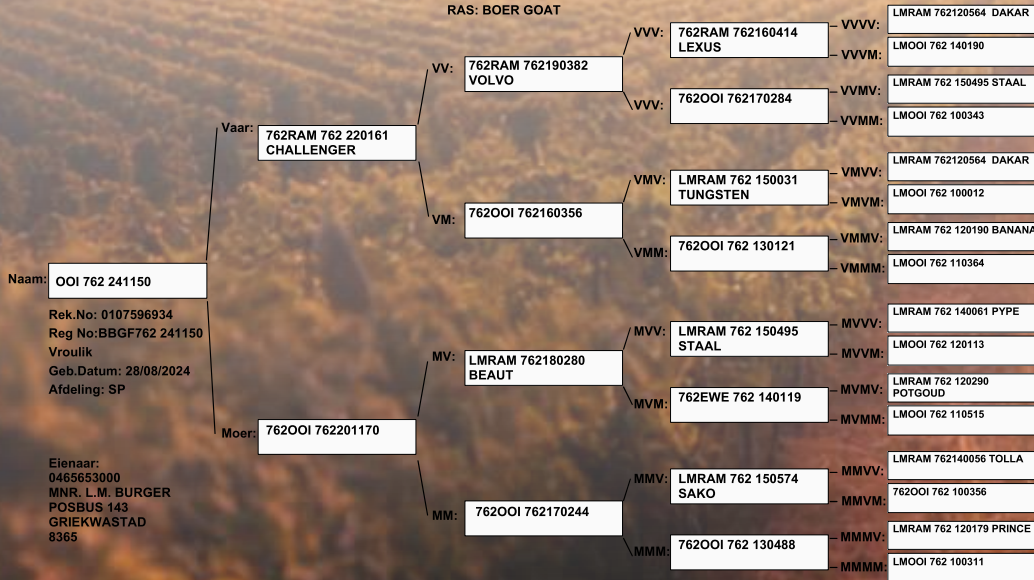 RAS: BOER GOAT
Naam:
OOI 762 241150
Rek.No: 0107596934
Reg No:BBGF762 241150
Vroulik
Geb.Datum: 28/08/2024
Afdeling: SP
Eienaar:
0465653000
MNR. L.M. BURGER
POSBUS 143
GRIEKWASTAD
8365
Vaar:
762RAM 762 220161
CHALLENGER
Moer:
762OOI 762201170
VV:
762RAM 762190382
VOLVO
VM:
762OOI 762160356
MV:
LMRAM 762180280
BEAUT
MM:
762OOI 762170244
VVV:
762RAM 762160414
LEXUS
VVV:
762OOI 762170284
VMV:
LMRAM 762 150031
TUNGSTEN
VMM:
762OOI 762 130121
MVV:
LMRAM 762 150495
STAAL
MVM:
762EWE 762 140119
MMV:
LMRAM 762 150574
SAKO
MMM:
762OOI 762 130488
VVVV:
LMRAM 762120564 DAKAR
VVVM:
LMOOI 762 140190
VVMV:
LMRAM 762 150495 STAAL
VVMM:
LMOOI 762 100343
VMVV:
LMRAM 762120564 DAKAR
VMVM:
LMOOI 762 100012
VMMV:
LMRAM 762 120190 BANANA
VMMM:
LMOOI 762 110364
MVVV:
LMRAM 762 140061 PYPE
MVVM:
LMOOI 762 120113
MVMV:
LMRAM 762 120290
POTGOUD
MVMM:
LMOOI 762 110515
MMVV:
LMRAM 762140056 TOLLA
MMVM:
762OOI 762 100356
MMMV:
LMRAM 762 120179 PRINCE
MMMM:
LMOOI 762 100311